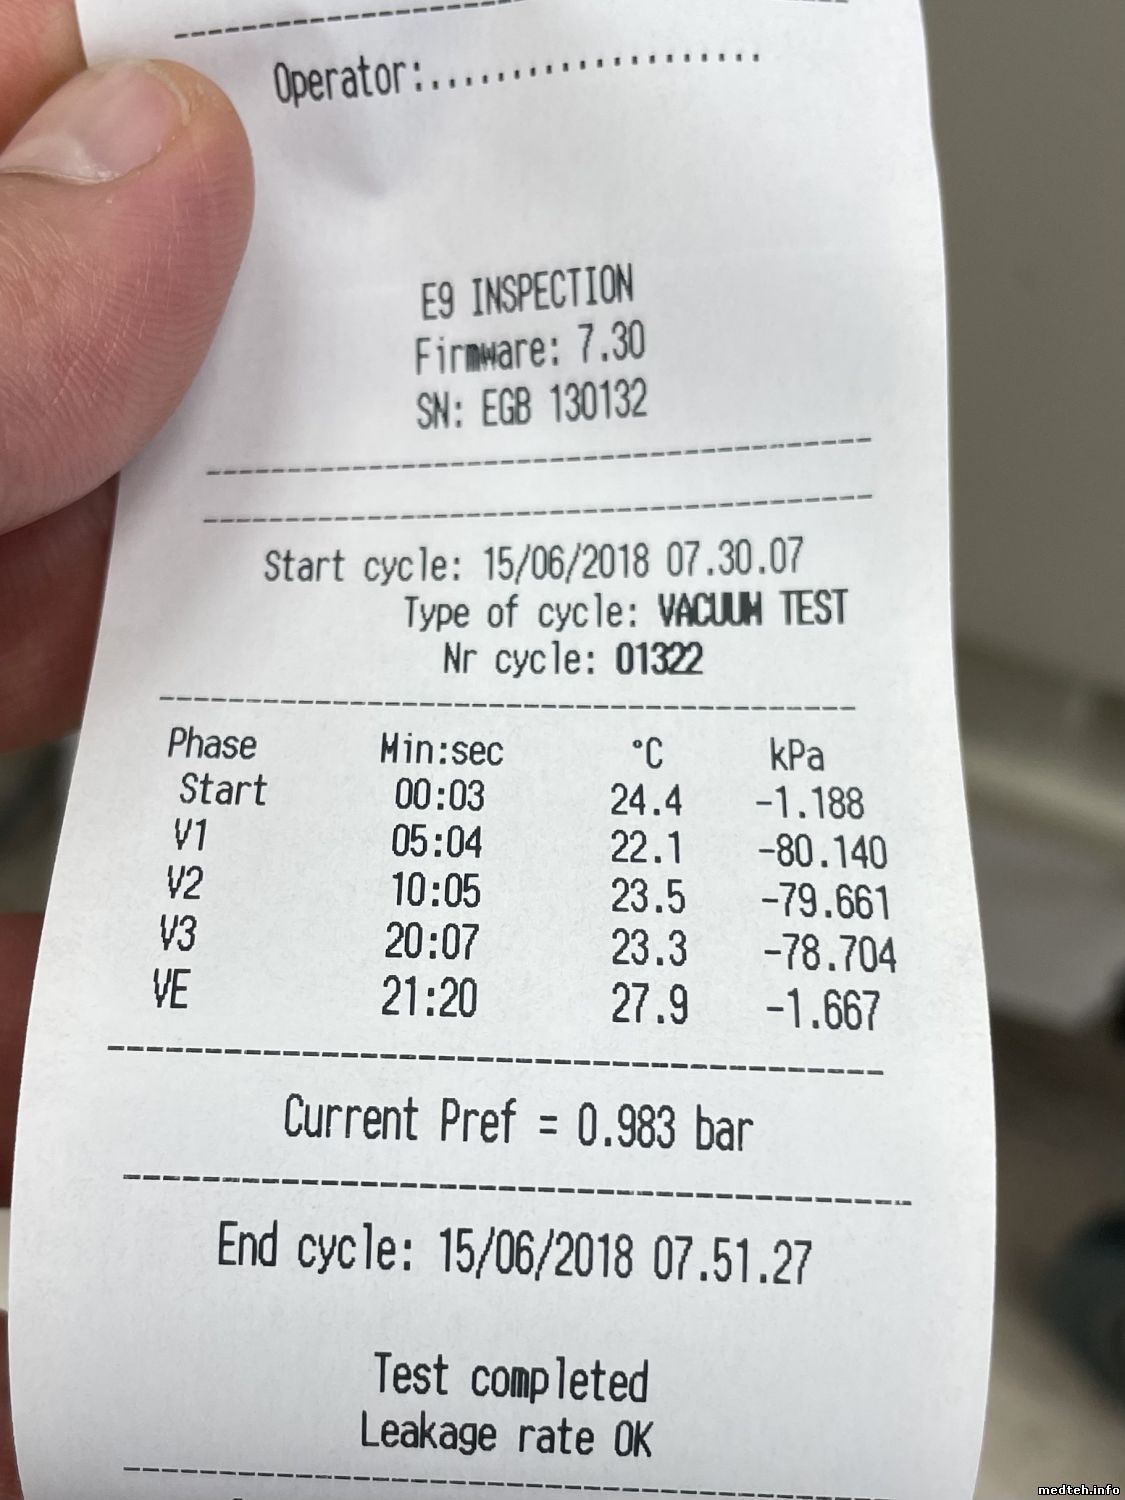 Operator:.....................
E9 INSPECTION
Firmware: 7.30
SN: EGB 130132
Start cycle: 15/06/2018 07.30.07
Type of cycle: VACUUM TEST
Nr cycle: 01322
Phase Min:sec °C kPa
Start 00:03 24.4 -1.188
V1 05:04 22.1 -80.140
V2 10:05 23.5 -79.661
V3 20:07 23.3 -78.704
VE 21:20 27.9 -1.667
Current Pref = 0.983 bar
End cycle: 15/06/2018 07.51.27
Test completed
Leakage rate OK
medteh.info